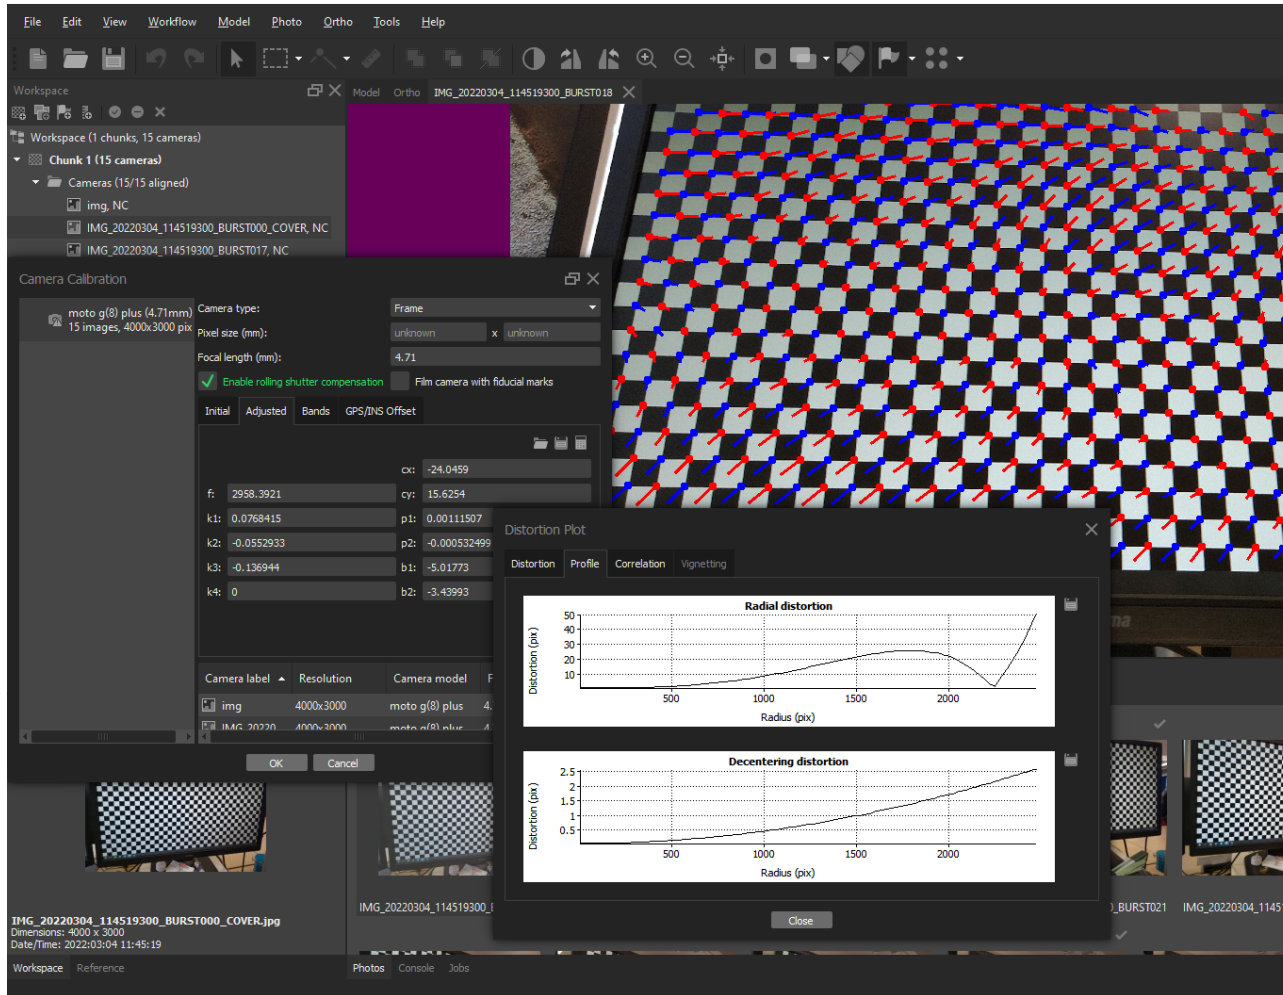 File Edit View Workflow Model Photo Ortho Tools Help
Workspace
Model Ortho IMG_20220304_114519300_BURST018
Workspace (1 chunks, 15 cameras)
Chunk 1 (15 cameras)
Cameras (15/15 aligned)
img, NC
IMG_20220304_114519300_BURST000_COVER, NC
IMG_20220304_114519300_BURST017, NC
Camera Calibration
moto g(8) plus (4.71mm)
15 images, 4000x3000 pix
Camera type: Frame
Pixel size (mm): unknown x unknown
Focal length (mm): 4.71
Enable rolling shutter compensation Film camera with fiducial marks
Initial Adjusted Bands GPS/INS Offset
cx: -24.0459
f: 2958.3921 cy: 15.6254
k1: 0.0768415 p1: 0.00111507
k2: -0.0552933 p2: -0.000532499
k3: -0.136944 b1: -5.01773
k4: 0 b2: -3.43993
Camera label Resolution Camera model F
img 4000x3000 moto g(8) plus 4.
IMG_20220 4000x3000 moto g(8) plus
OK Cancel
Distortion Plot
Distortion Profile Correlation Vignetting
Radial distortion
Distortion (pix)
50
40
30
20
10
500 1000 1500 2000
Radius (pix)
Decentering distortion
Distortion (pix)
2.5
2
1.5
1
0.5
500 1000 1500 2000
Radius (pix)
Close
IMG_20220304_114519300_BURST000_COVER.jpg
Dimensions: 4000 x 3000
Date/Time: 2022:03:04 11:45:19
IMG_20220304_114519300_ 0_BURST021 IMG_20220304_1145
Workspace Reference
Photos Console Jobs